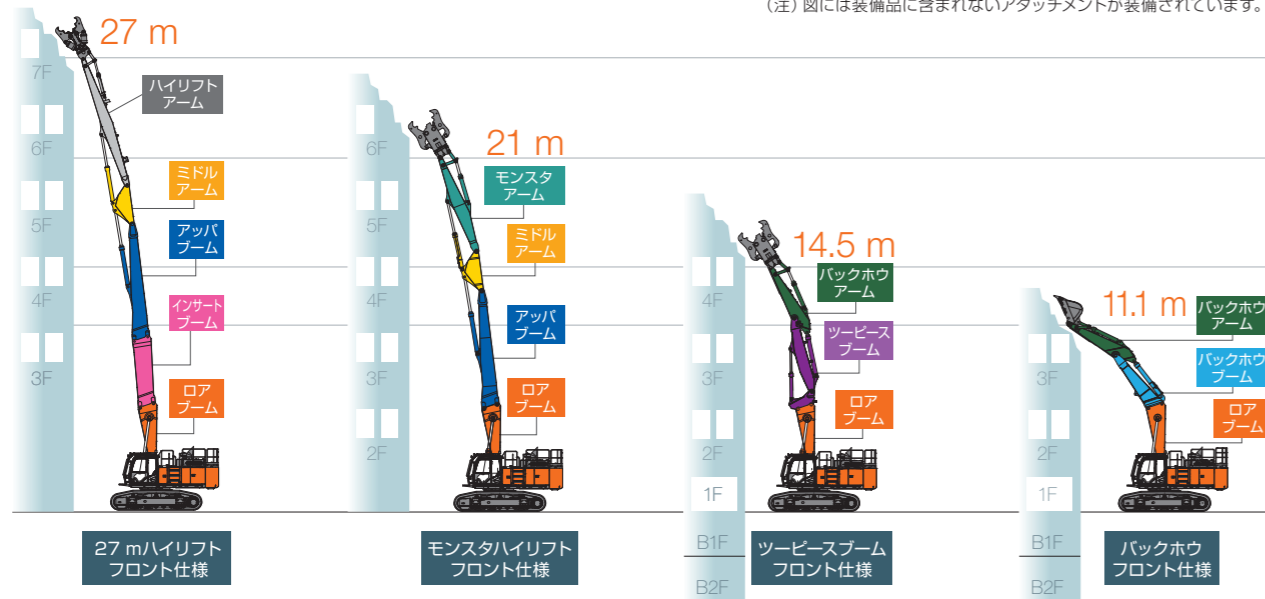 （注）図には装備品に含まれないアタッチメントが装備されています。
27 m
7F
6F
5F
4F
3F
ハイリフト
アーム
ミドル
アーム
アッパ
ブーム
インサート
ブーム
ロア
ブーム
27 mハイリフト
フロント仕様
21 m
6F
5F
4F
3F
2F
モンスタ
アーム
ミドル
アーム
アッパ
ブーム
ロア
ブーム
モンスタハイリフト
フロント仕様
14.5 m
4F
3F
2F
1F
B1F
B2F
バックホウ
アーム
ツーピース
ブーム
ロア
ブーム
ツーピースブーム
フロント仕様
11.1 m
3F
2F
1F
B1F
B2F
バックホウ
アーム
バックホウ
ブーム
ロア
ブーム
バックホウ
フロント仕様